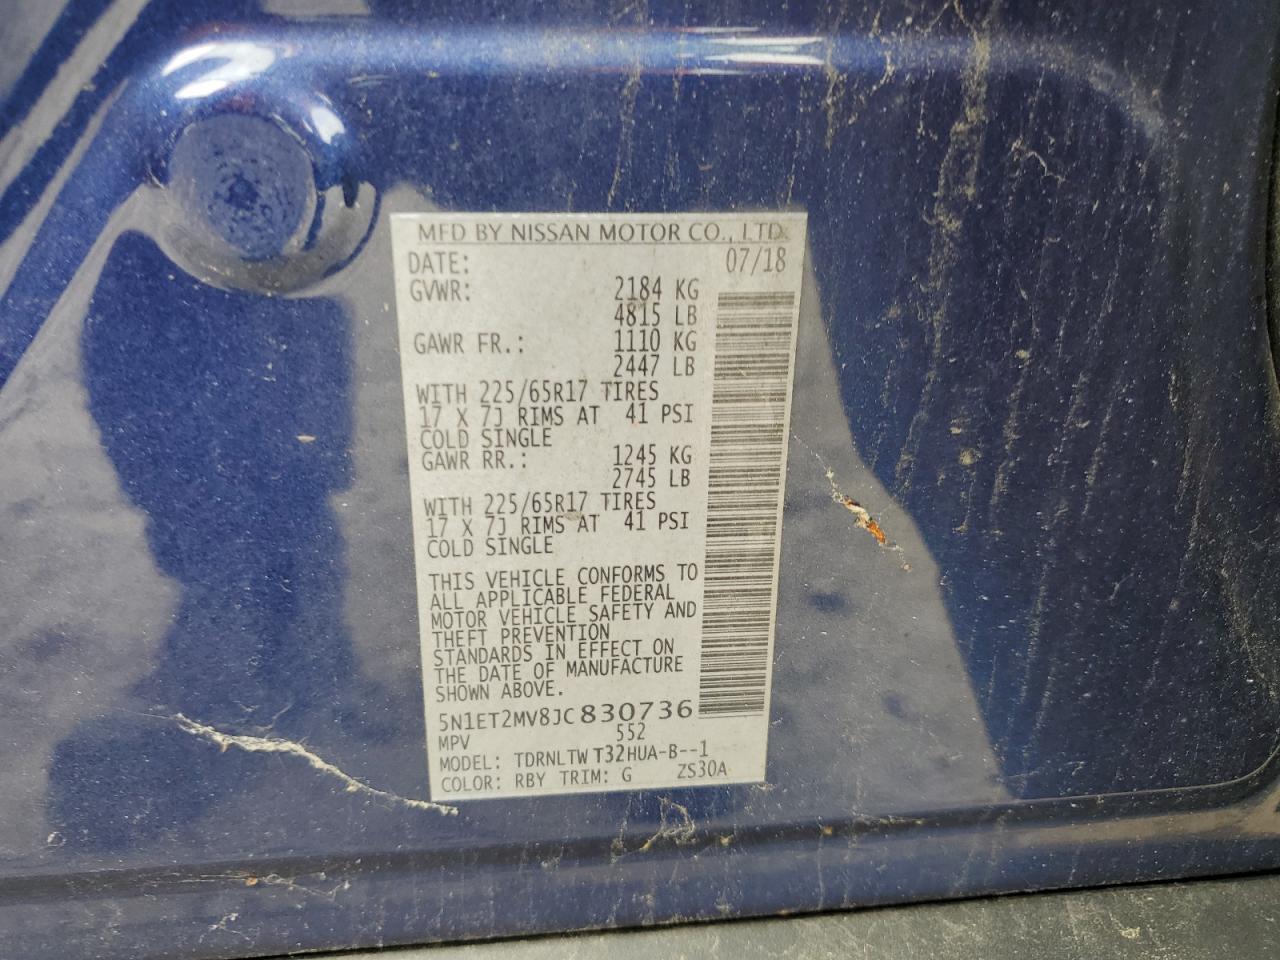 MFD BY NISSAN MOTOR CO., LTD.
DATE: 07/18
GVWR: 2184 KG
4815 LB
GAWR FR.: 1110 KG
2447 LB
WITH 225/65R17 TIRES
17 X 7J RIMS AT 41 PSI
COLD SINGLE
GAWR RR.: 1245 KG
2745 LB
WITH 225/65R17 TIRES
17 X 7J RIMS AT 41 PSI
COLD SINGLE
THIS VEHICLE CONFORMS TO
ALL APPLICABLE FEDERAL
MOTOR VEHICLE SAFETY AND
THEFT PREVENTION
STANDARDS IN EFFECT ON
THE DATE OF MANUFACTURE
SHOWN ABOVE.
5N1ET2MV8JC830736
MPV 552
MODEL: TDRNLTW T32HUA-B--1
COLOR: RBY TRIM: G ZS30A